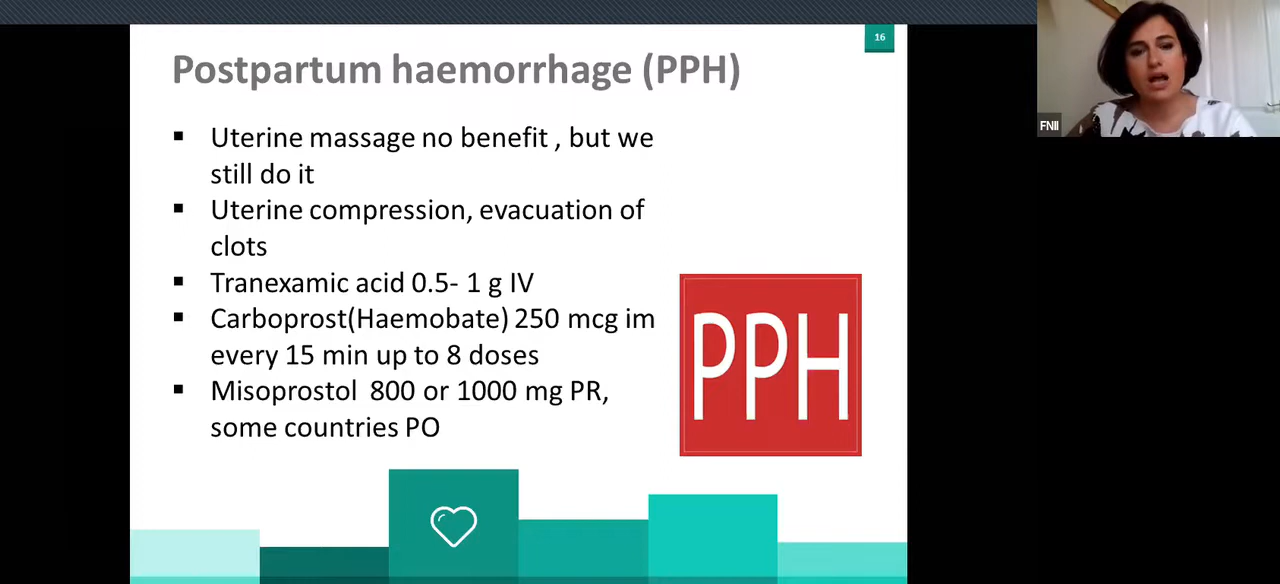 16
Postpartum haemorrhage (PPH)
▪ Uterine massage no benefit , but we
still do it
▪ Uterine compression, evacuation of
clots
▪ Tranexamic acid 0.5- 1 g IV
▪ Carboprost(Haemobate) 250 mcg im
every 15 min up to 8 doses
▪ Misoprostol 800 or 1000 mg PR,
some countries PO
PPH
FNII